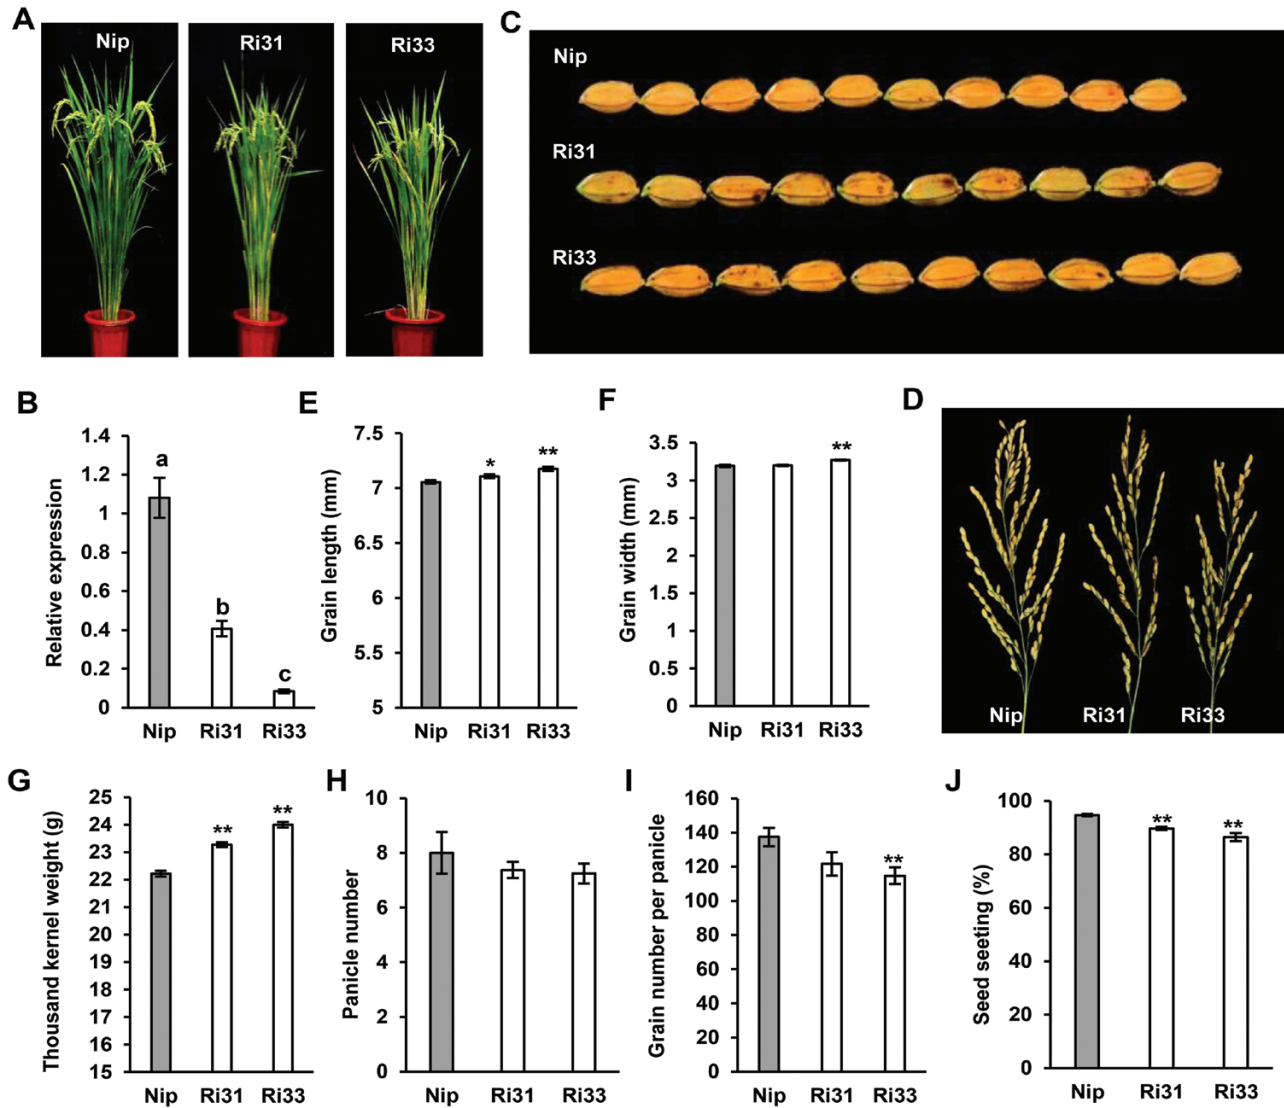 A
Nip
Ri31
Ri33
C
Nip
Ri31
Ri33
B
Relative expression
1.4
1.2
1
0.8
0.6
0.4
0.2
0
a
b
c
Nip Ri31 Ri33
E
Grain length (mm)
7.5
7
6.5
6
5.5
5
*
**
Nip Ri31 Ri33
F
Grain width (mm)
3.5
3
2.5
2
1.5
1
0.5
0
**
Nip Ri31 Ri33
D
Nip
Ri31
Ri33
G
Thousand kernel weight (g)
25
24
23
22
21
20
19
18
17
16
15
**
**
Nip Ri31 Ri33
H
Panicle number
10
8
6
4
2
0
Nip Ri31 Ri33
I
Grain number per panicle
160
140
120
100
80
60
40
20
0
**
Nip Ri31 Ri33
J
Seed seeting (%)
100
80
60
40
20
0
**
**
Nip Ri31 Ri33